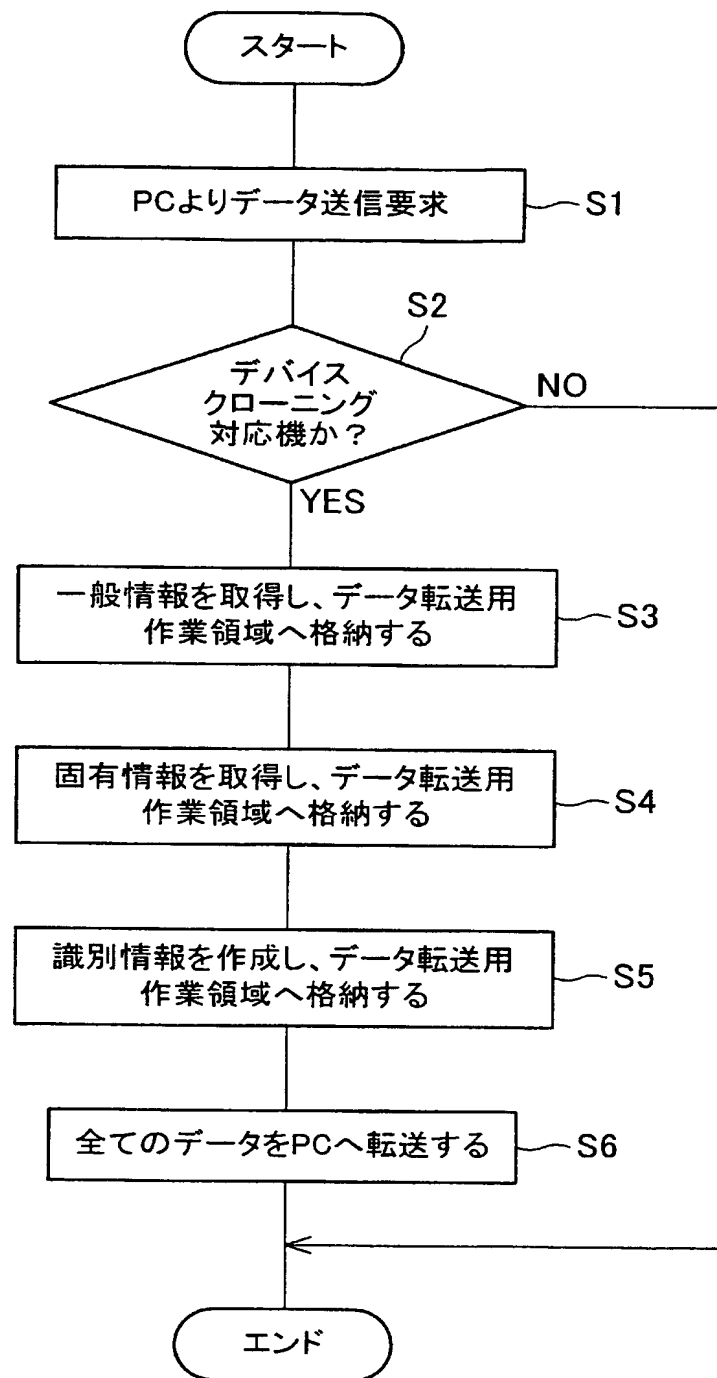 スタート
PCよりデータ送信要求
S1
S2
デバイス
クローニング
対応機か？
NO
YES
一般情報を取得し、データ転送用
作業領域へ格納する
S3
固有情報を取得し、データ転送用
作業領域へ格納する
S4
識別情報を作成し、データ転送用
作業領域へ格納する
S5
全てのデータをPCへ転送する
S6
エンド